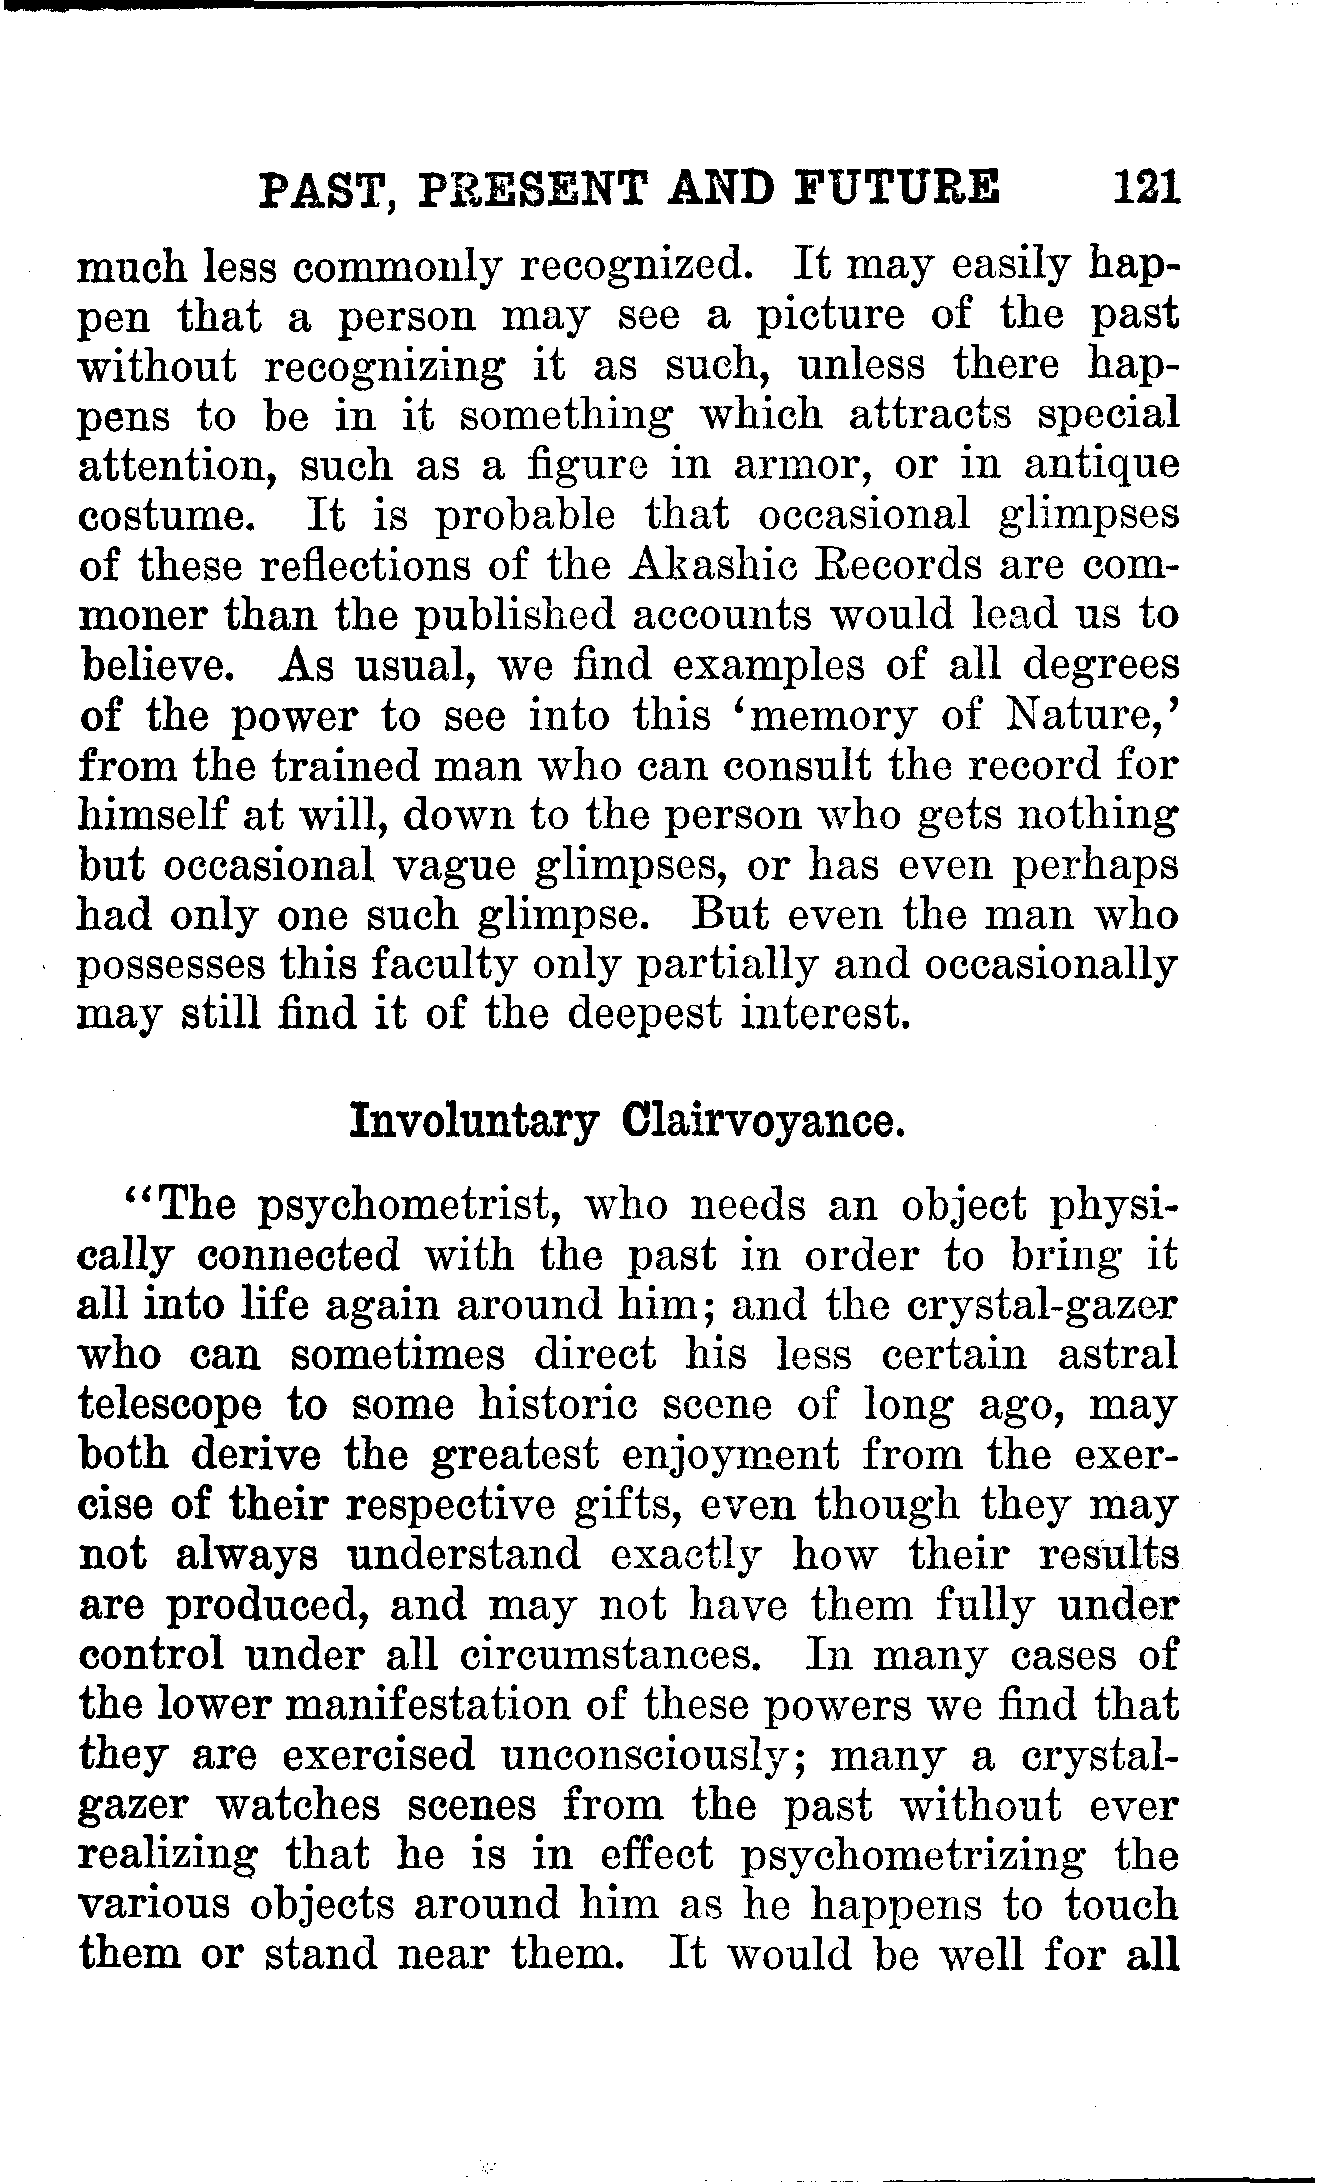 PAST, PRESENT AND FUTURE 121
much less commonly recognized. It may easily hap-
pen that a person may see a picture of the past
without recognizing it as such, unless there hap-
pens to be in it something which attracts special
attention, such as a figure in armor, or in antique
costume. It is probable that occasional glimpses
of these reflections of the Akashic Records are com-
moner than the published accounts would lead us to
believe. As usual, we find examples of all degrees
of the power to see into this ‘memory of Nature,’
from the trained man who can consult the record for
himself at will, down to the person who gets nothing
but occasional vague glimpses, or has even perhaps
had only one such glimpse. But even the man who
possesses this faculty only partially and occasionally
may still find it of the deepest interest.
Involuntary Clairvoyance.
“The psychometrist, who needs an object physi-
cally connected with the past in order to bring it
all into life again around him; and the crystal-gazer
who can sometimes direct his less certain astral
telescope to some historic scene of long ago, may
both derive the greatest enjoyment from the exer-
cise of their respective gifts, even though they may
not always understand exactly how their results
are produced, and may not have them fully under
control under all circumstances. In many cases of
the lower manifestation of these powers we find that
they are exercised unconsciously; many a crystal-
gazer watches scenes from the past without ever
realizing that he is in effect psychometrizing the
various objects around him as he happens to touch
them or stand near them. It would be well for all